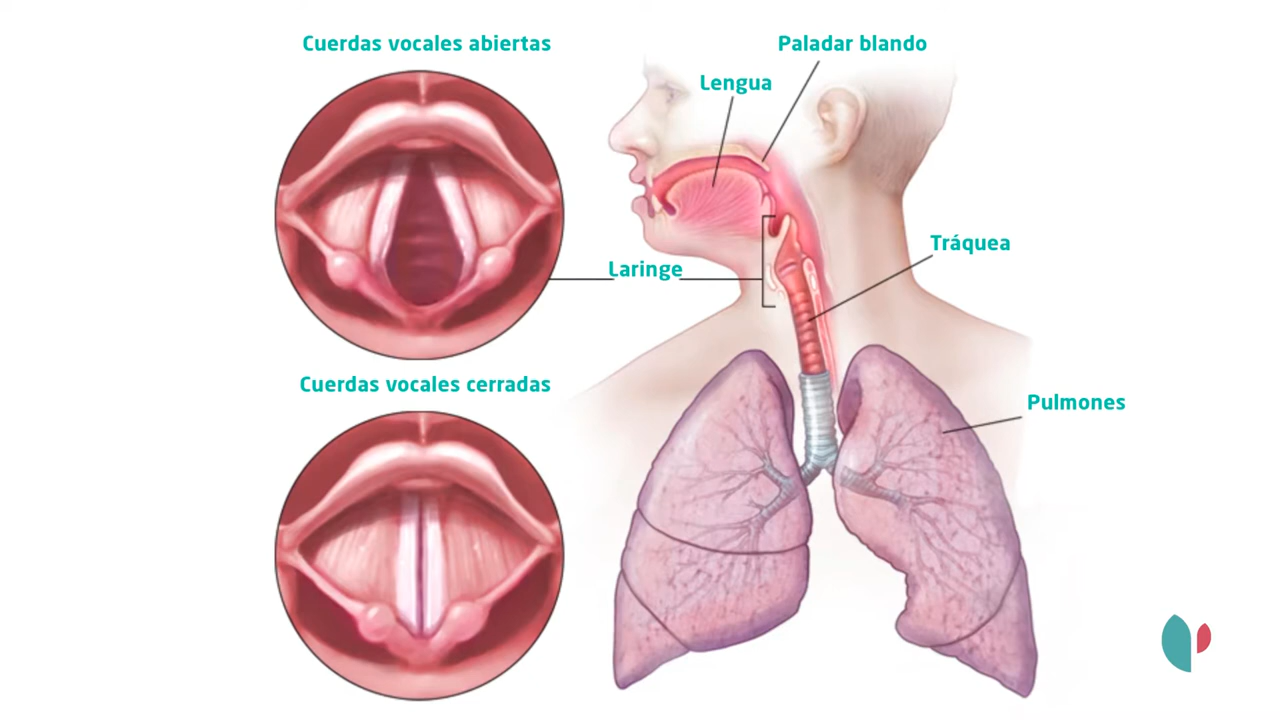 Cuerdas vocales abiertas
Paladar blando
Lengua
Tráquea
Laringe
Cuerdas vocales cerradas
Pulmones